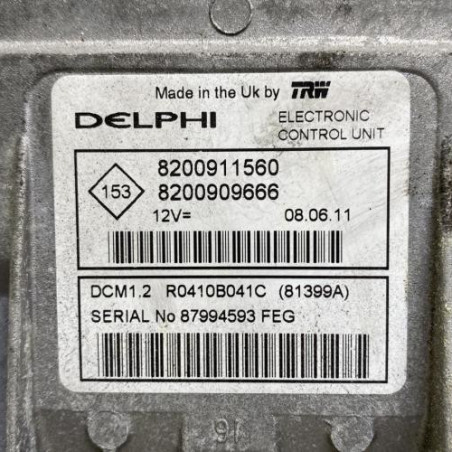 Made in the Uk by TRW
DELPHI
ELECTRONIC
CONTROL UNIT
153
8200911560
8200909666
12V=
08.06.11
DCM1.2 R0410B041C (81399A)
SERIAL No 87994593 FEG
16